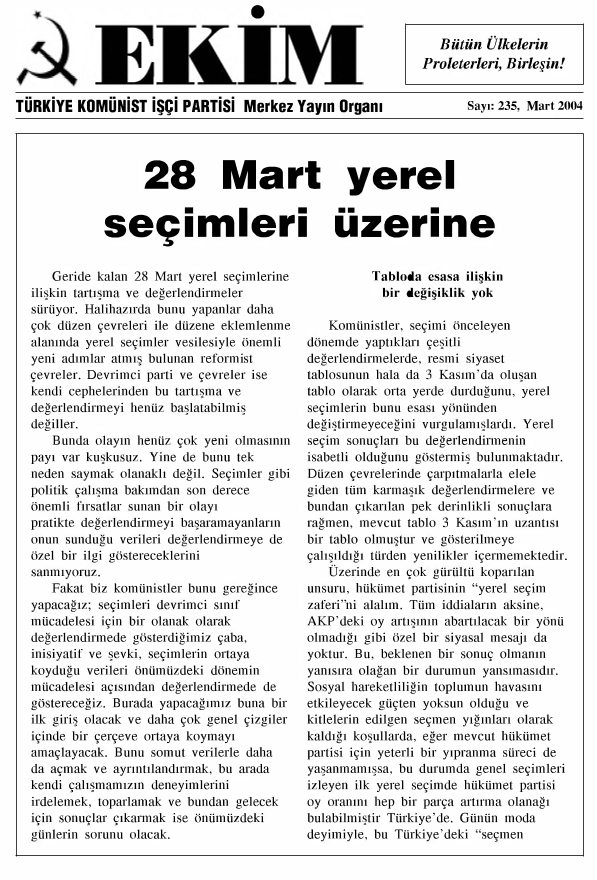 EKİM
Bütün Ülkelerin
Proleterleri, Birleşin!
TÜRKİYE KOMÜNİST İŞÇİ PARTİSİ Merkez Yayın Organı
Sayı: 235, Mart 2004
28 Mart yerel
seçimleri üzerine
Geride kalan 28 Mart yerel seçimlerine
ilişkin tartışma ve değerlendirmeler
sürüyor. Halihazırda bunu yapanlar daha
çok düzen çevreleri ile düzene eklemlenme
alanında yerel seçimler vesilesiyle önemli
yeni adımlar atmış bulunan reformist
çevreler. Devrimci parti ve çevreler ise
kendi cephelerinden bu tartışma ve
değerlendirmeyi henüz başlatabilmiş
değiller.
Bunda olayın henüz çok yeni olmasının
payı var kuşkusuz. Yine de bunu tek
neden saymak olanaklı değil. Seçimler gibi
politik çalışma bakımdan son derece
önemli fırsatlar sunan bir olayı
pratikte değerlendirmeyi başaramayanların
onun sunduğu verileri değerlendirmeye de
özel bir ilgi göstereceklerini
sanmıyoruz.
Fakat biz komünistler bunu gereğince
yapacağız; seçimleri devrimci sınıf
mücadelesi için bir olanak olarak
değerlendirmede gösterdiğimiz çaba,
inisiyatif ve şevki, seçimlerin ortaya
koyduğu verileri önümüzdeki dönemin
mücadelesi açısından değerlendirmede de
göstereceğiz. Burada yapacağımız buna bir
ilk giriş olacak ve daha çok genel çizgiler
içinde bir çerçeve ortaya koymayı
amaçlayacak. Bunu somut verilerle daha
da açmak ve ayrıntılandırmak, bu arada
kendi çalışmamızın deneyimlerini
irdelemek, toparlamak ve bundan gelecek
için sonuçlar çıkarmak ise önümüzdeki
günlerin sorunu olacak.
Tabloda esasa ilişkin
bir değişiklik yok
Komünistler, seçimi önceleyen
dönemde yaptıkları çeşitli
değerlendirmelerde, resmi siyaset
tablosunun hala da 3 Kasım'da oluşan
tablo olarak orta yerde durduğunu, yerel
seçimlerin bunu esası yönünden
değiştirmeyeceğini vurgulamışlardı. Yerel
seçim sonuçları bu değerlendirmenin
isabetli olduğunu göstermiş bulunmaktadır.
Düzen çevrelerinde çarpıtmalarla elele
giden tüm karmaşık değerlendirmelere ve
bundan çıkarılan pek derinlikli sonuçlara
rağmen, mevcut tablo 3 Kasım'ın uzantısı
bir tablo olmuştur ve gösterilmeye
çalışıldığı türden yenilikler içermemektedir.
Üzerinde en çok gürültü koparılan
unsuru, hükümet partisinin "yerel seçim
zaferi"ni alalım. Tüm iddiaların aksine,
AKP'deki oy artışının abartılacak bir yönü
olmadığı gibi özel bir siyasal mesajı da
yoktur. Bu, beklenen bir sonuç olmanın
yanısıra olağan bir durumun yansımasıdır.
Sosyal hareketliliğin toplumun havasını
etkileyecek güçten yoksun olduğu ve
kitlelerin edilgen seçmen yığınları olarak
kaldığı koşullarda, eğer mevcut hükümet
partisi için yeterli bir yıpranma süreci de
yaşanmamışsa, bu durumda genel seçimleri
izleyen ilk yerel seçimde hükümet partisi
oy oranını hep bir parça artırma olanağı
bulabilmiştir Türkiye'de. Günün moda
deyimiyle, bu Türkiye'deki "seçmen